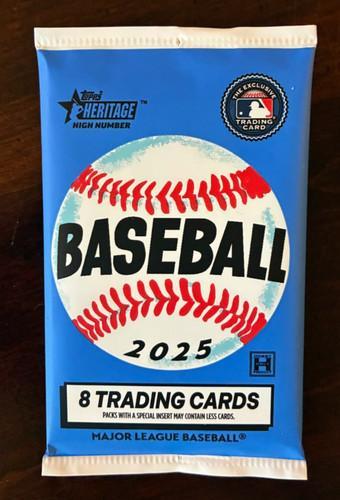 Topps
HERITAGE™
HIGH NUMBER
THE EXCLUSIVE
TRADING
CARD
BASEBALL
2025
H
8 TRADING CARDS
PACKS WITH A SPECIAL INSERT MAY CONTAIN LESS CARDS.
MAJOR LEAGUE BASEBALL®